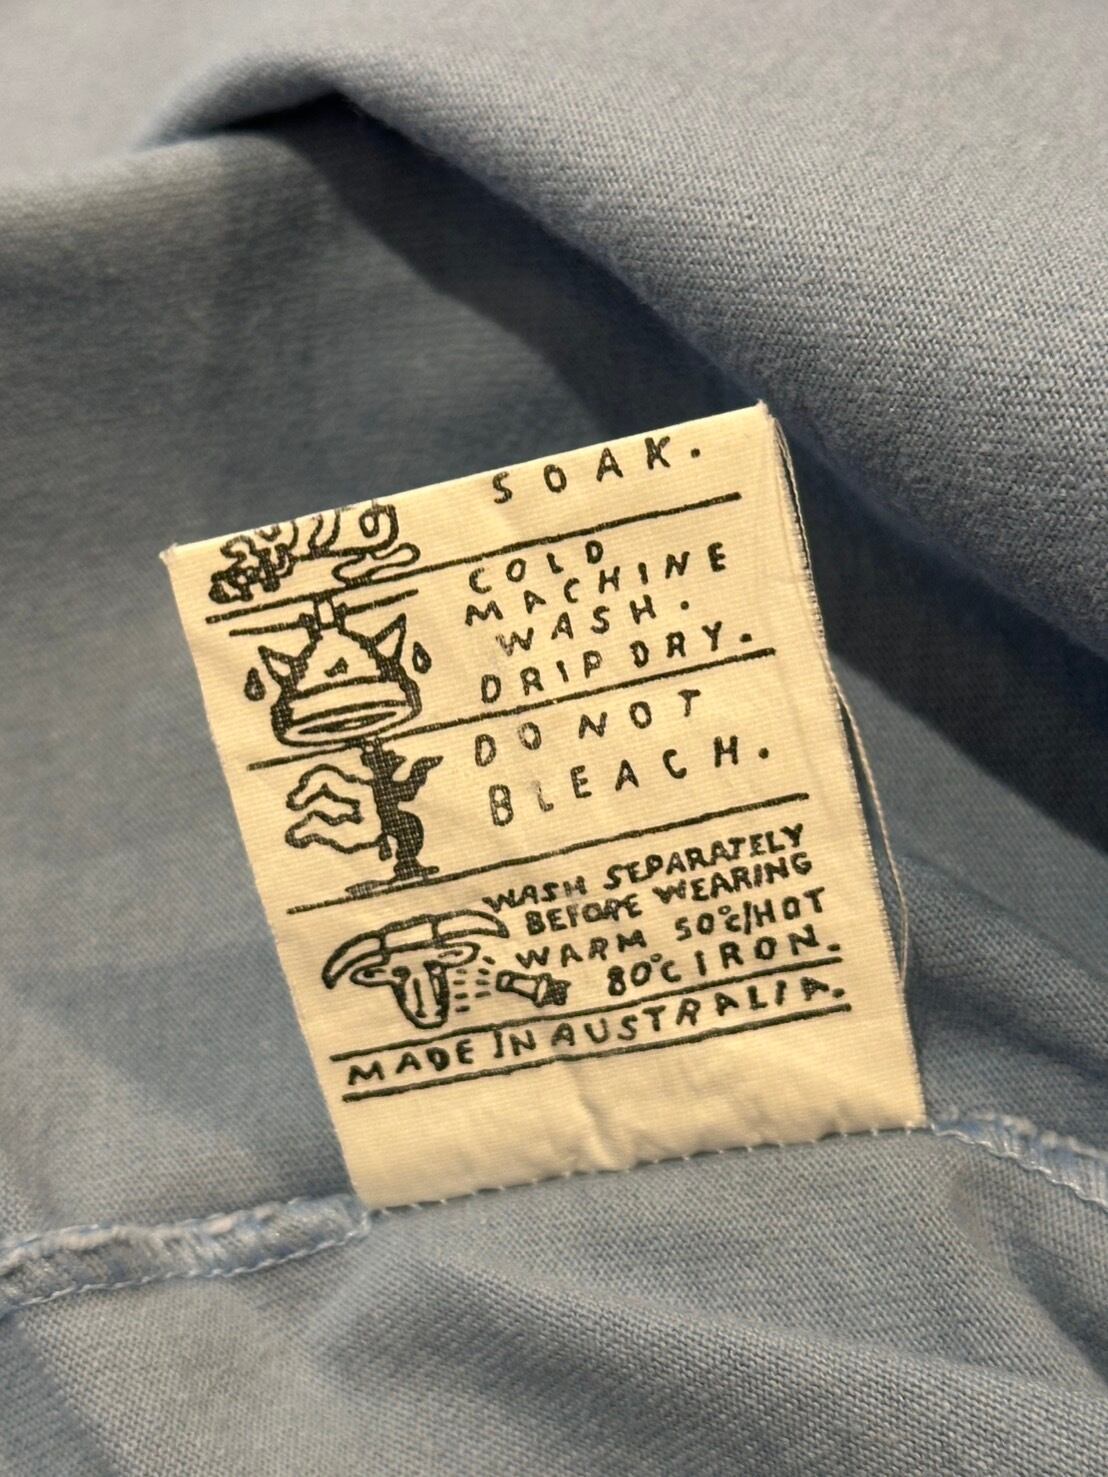 SOAK.
COLD
MACHINE
WASH.
DRIP DRY.
DO NOT
BLEACH.
WASH SEPARATELY
BEFORE WEARING
WARM 50°c/HOT
80°c IRON.
MADE IN AUSTRALIA.